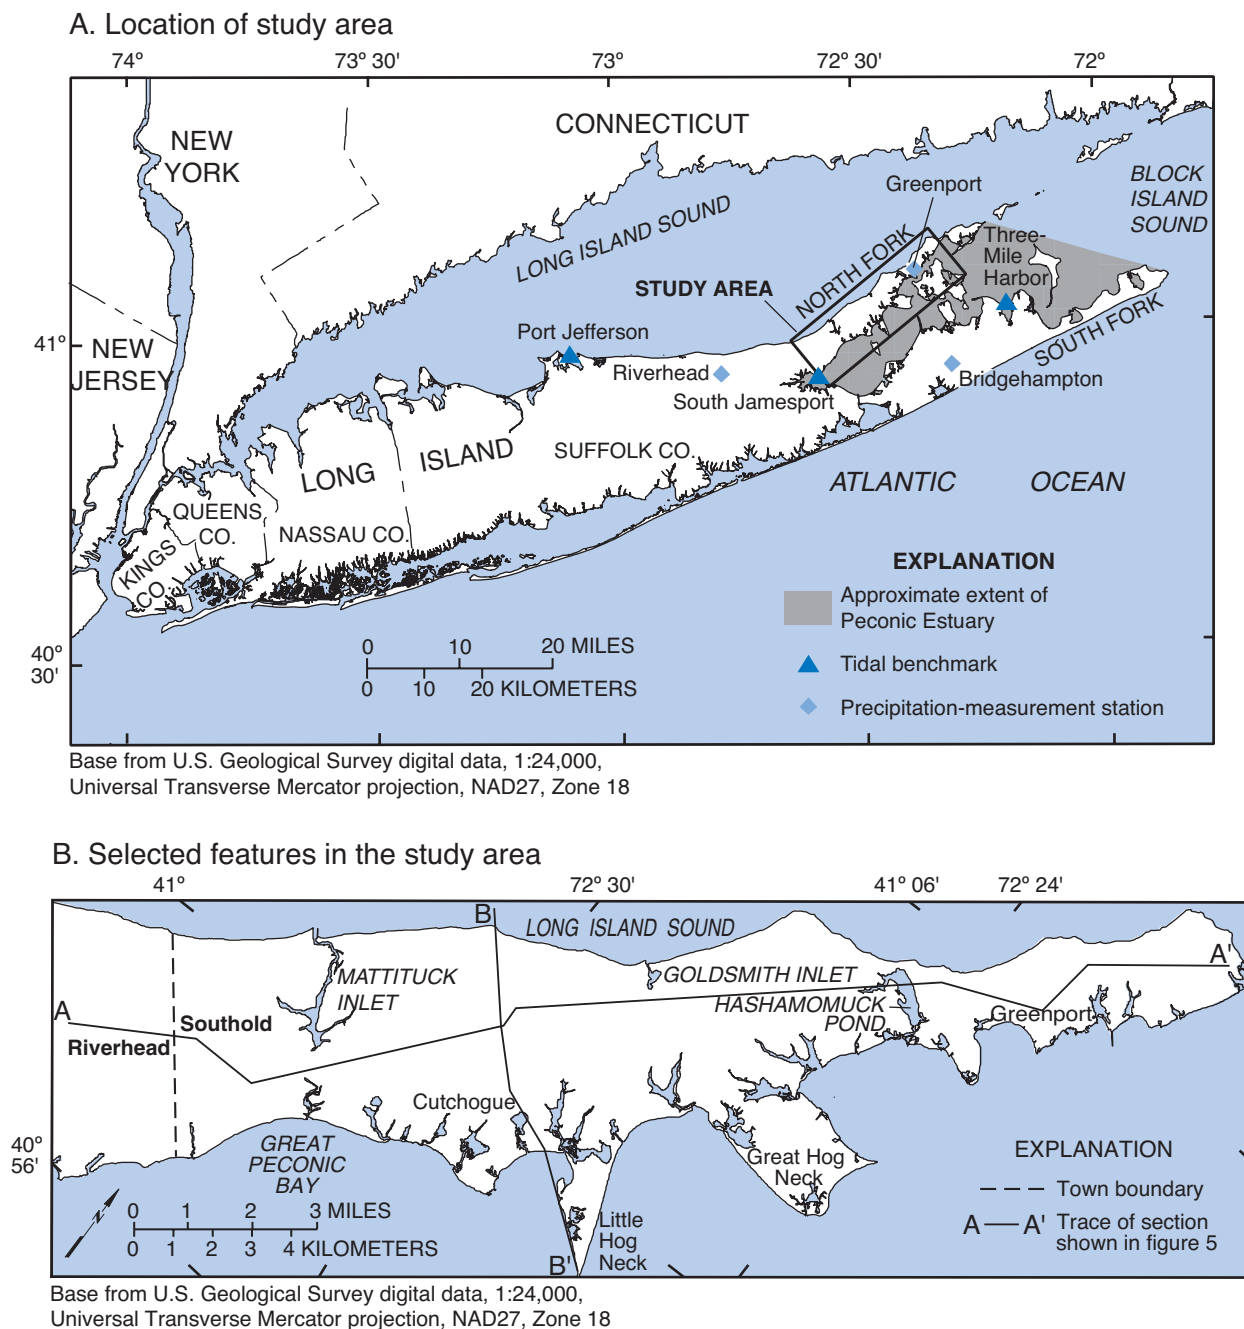 A. Location of study area
74°
73° 30'
73°
72° 30'
72°
NEW
YORK
CONNECTICUT
BLOCK
ISLAND
SOUND
Greenport
LONG ISLAND SOUND
NORTH FORK
Three-
Mile
Harbor
STUDY AREA
SOUTH FORK
Port Jefferson
41°
NEW
JERSEY
Riverhead
Bridgehampton
South Jamesport
LONG
ISLAND
SUFFOLK CO.
ATLANTIC
OCEAN
QUEENS
CO.
NASSAU CO.
KINGS
CO.
EXPLANATION
Approximate extent of
Peconic Estuary
Tidal benchmark
Precipitation-measurement station
0 10 20 MILES
0 10 20 KILOMETERS
40°
30'
Base from U.S. Geological Survey digital data, 1:24,000,
Universal Transverse Mercator projection, NAD27, Zone 18
B. Selected features in the study area
41°
72° 30'
41° 06'
72° 24'
B
LONG ISLAND SOUND
MATTITUCK
INLET
GOLDSMITH INLET
A'
HASHAMOMUCK
POND
A
Southold
Greenport
Riverhead
Cutchogue
40°
56'
GREAT
PECONIC
BAY
Great Hog
Neck
EXPLANATION
Town boundary
A A' Trace of section
shown in figure 5
N
0 1 2 3 MILES
0 1 2 3 4 KILOMETERS
Little
Hog
Neck
B'
Base from U.S. Geological Survey digital data, 1:24,000,
Universal Transverse Mercator projection, NAD27, Zone 18